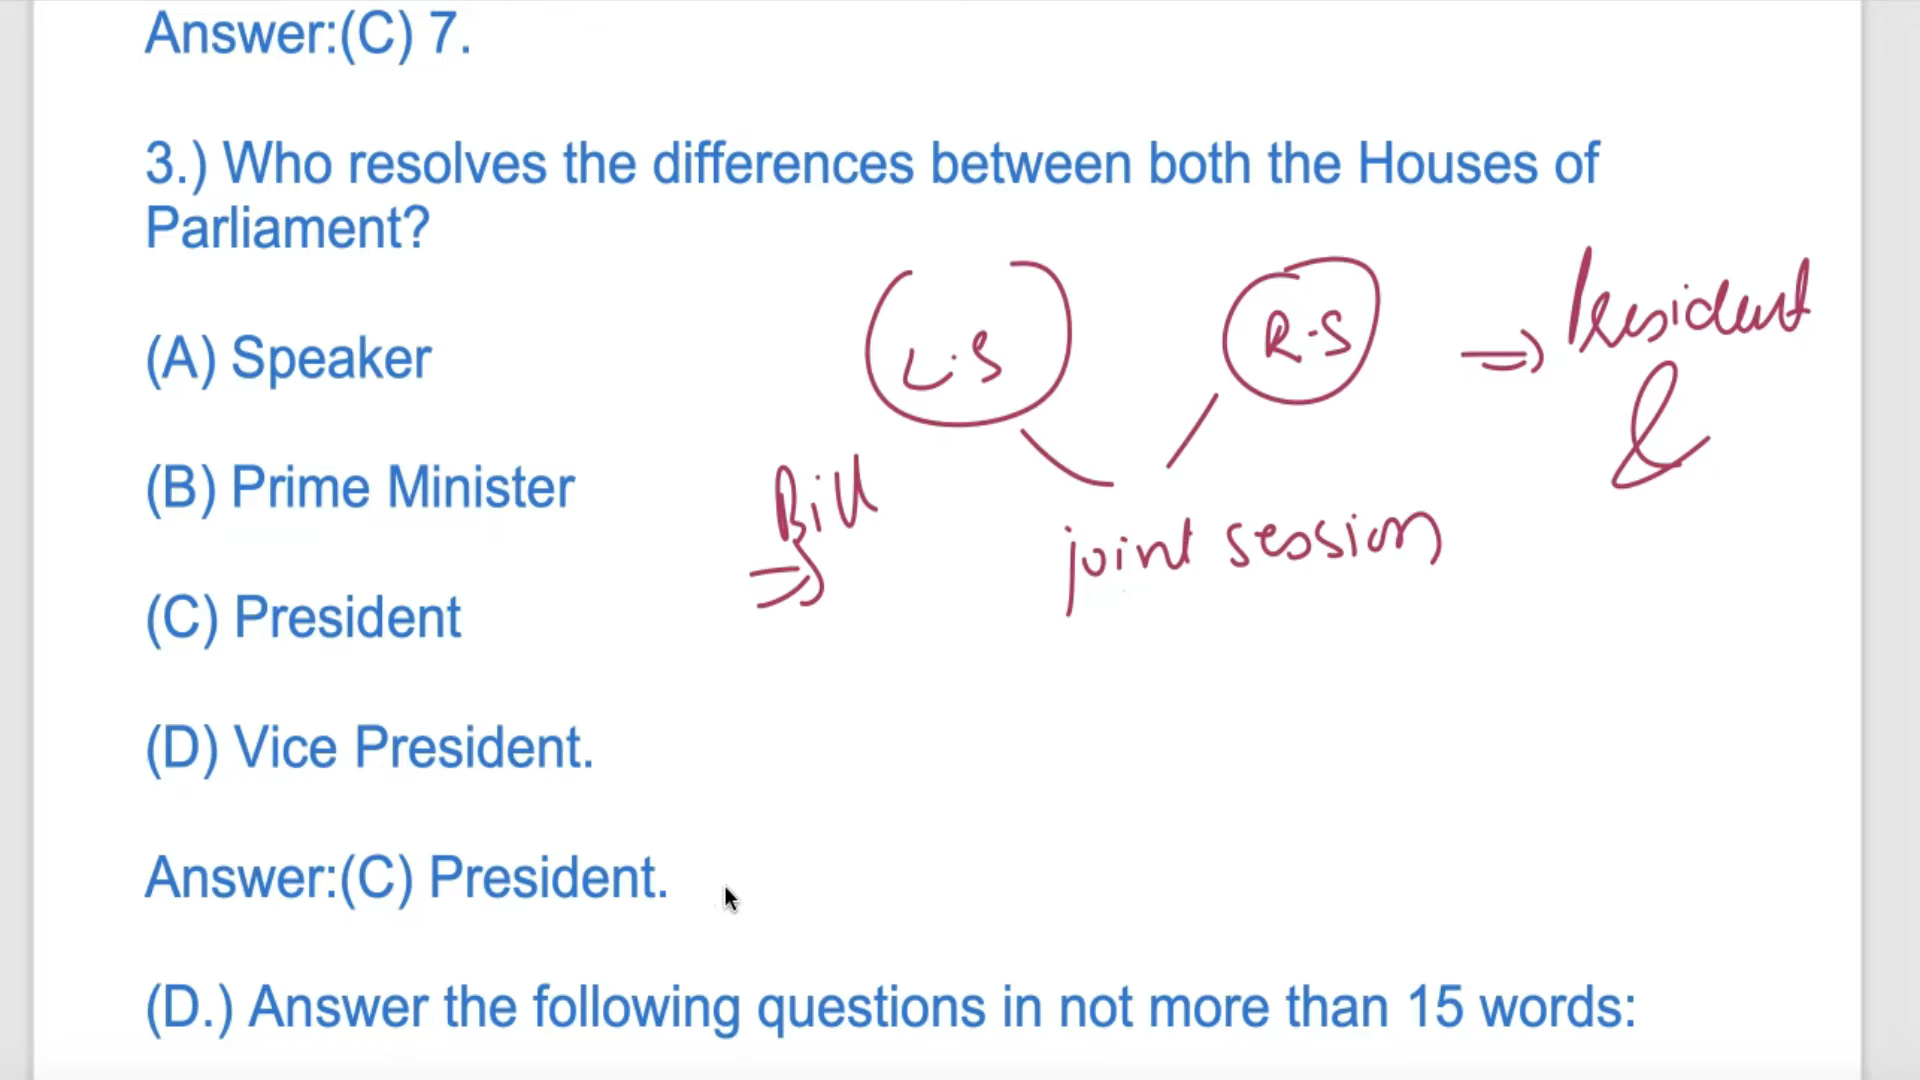 Answer:(C) 7.
3.) Who resolves the differences between both the Houses of
Parliament?
L.S
R.S
President
(A) Speaker
Bill
(B) Prime Minister
joint session
(C) President
(D) Vice President.
Answer:(C) President.
(D.) Answer the following questions in not more than 15 words: